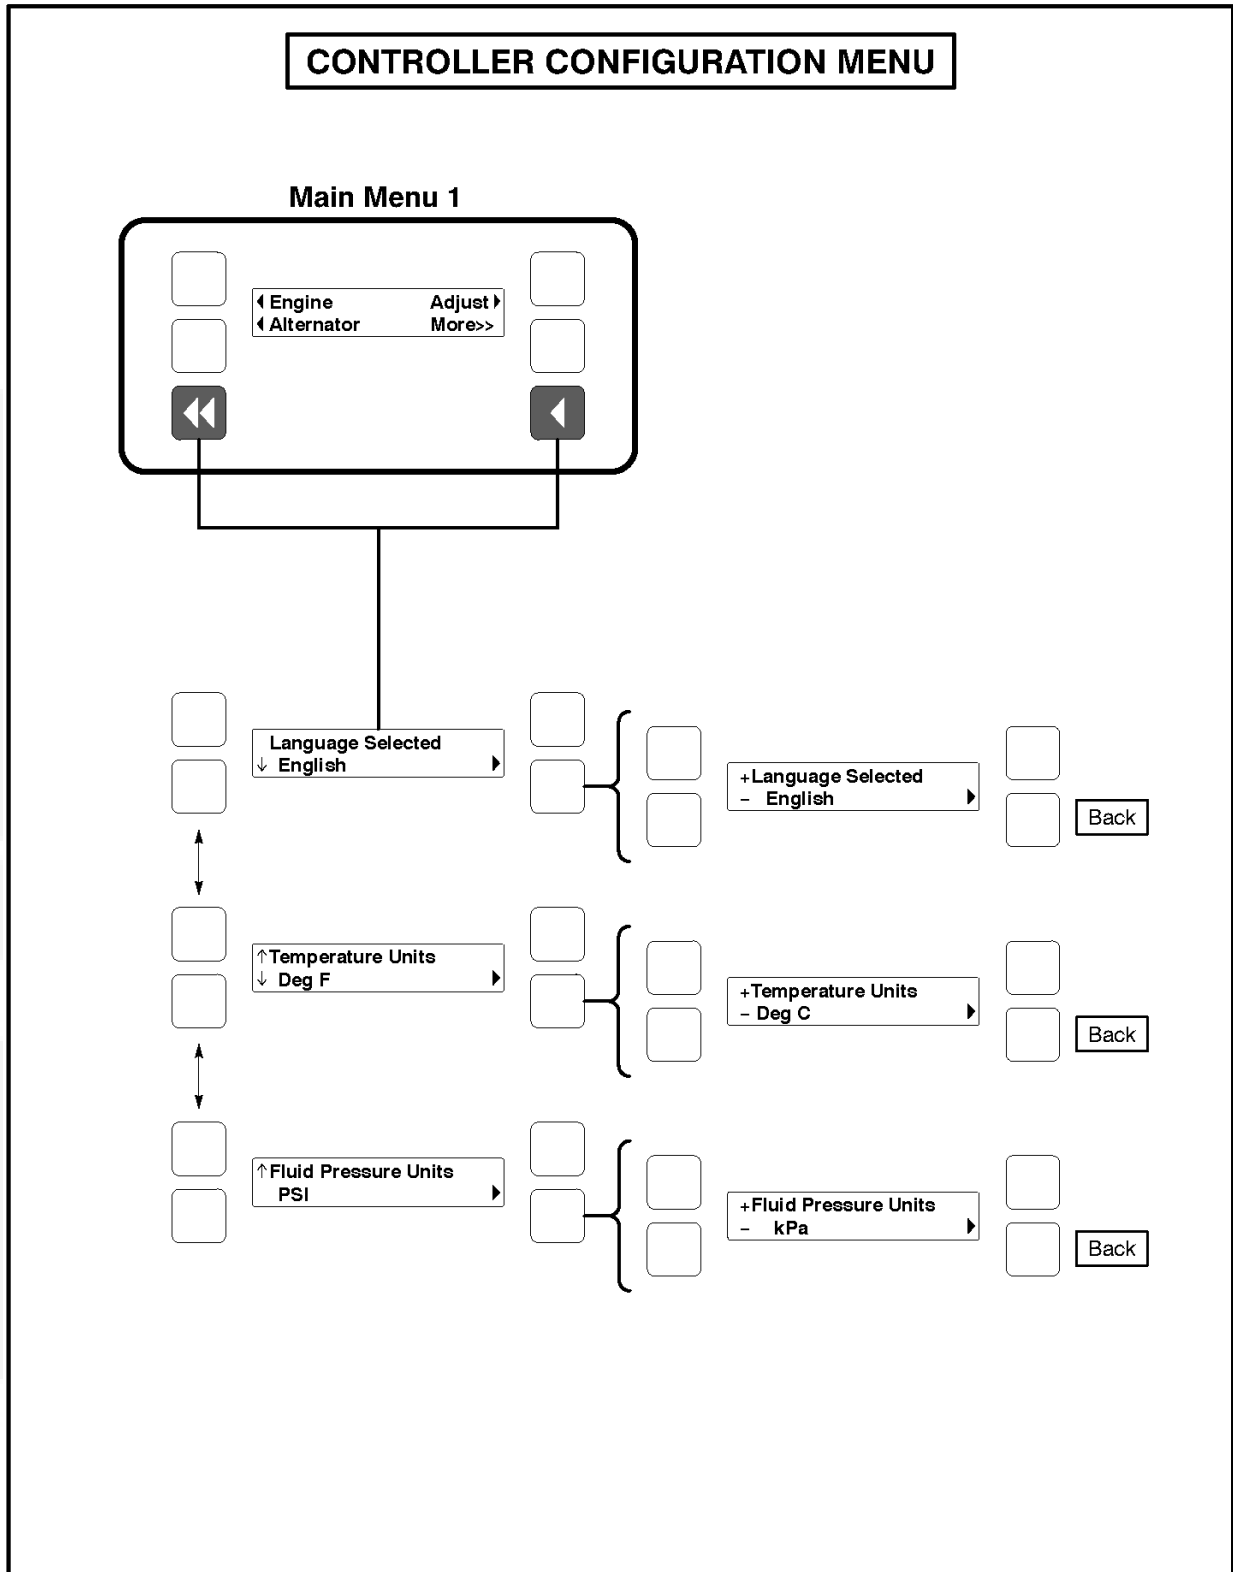 CONTROLLER CONFIGURATION MENU
Main Menu 1
◀ Engine Adjust ▶
◀ Alternator More>>
Language Selected
↓ English ▶
+Language Selected
− English ▶
Back
↑Temperature Units
↓ Deg F ▶
+Temperature Units
− Deg C ▶
Back
↑Fluid Pressure Units
PSI ▶
+Fluid Pressure Units
− kPa ▶
Back